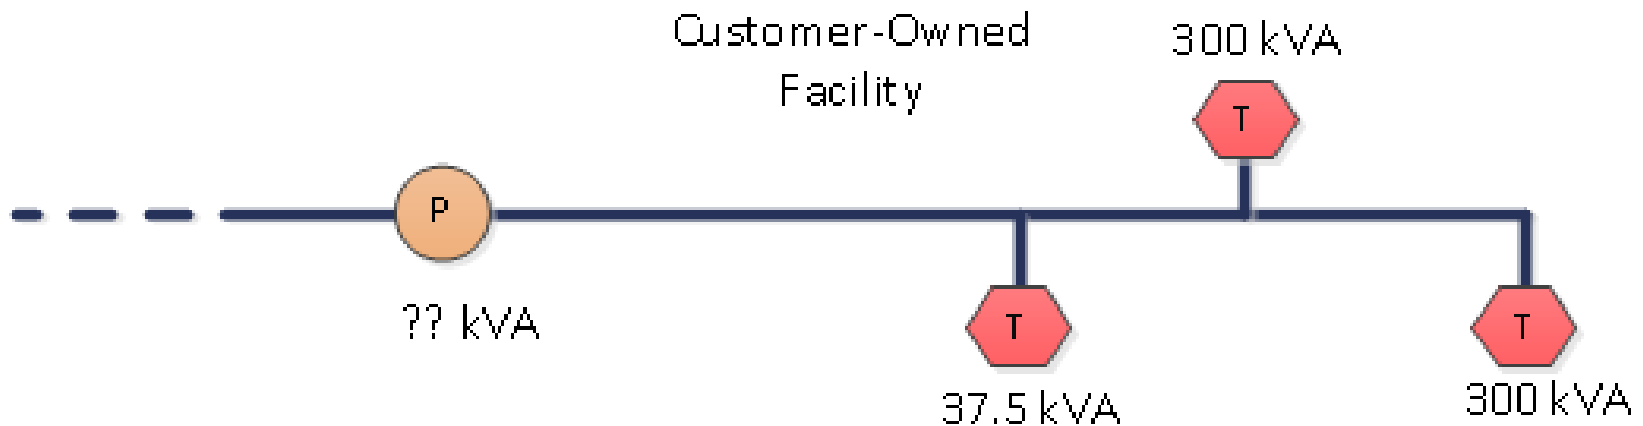 Customer-Owned
Facility
300 kVA
T
P
?? kVA
T
37.5 kVA
T
300 kVA